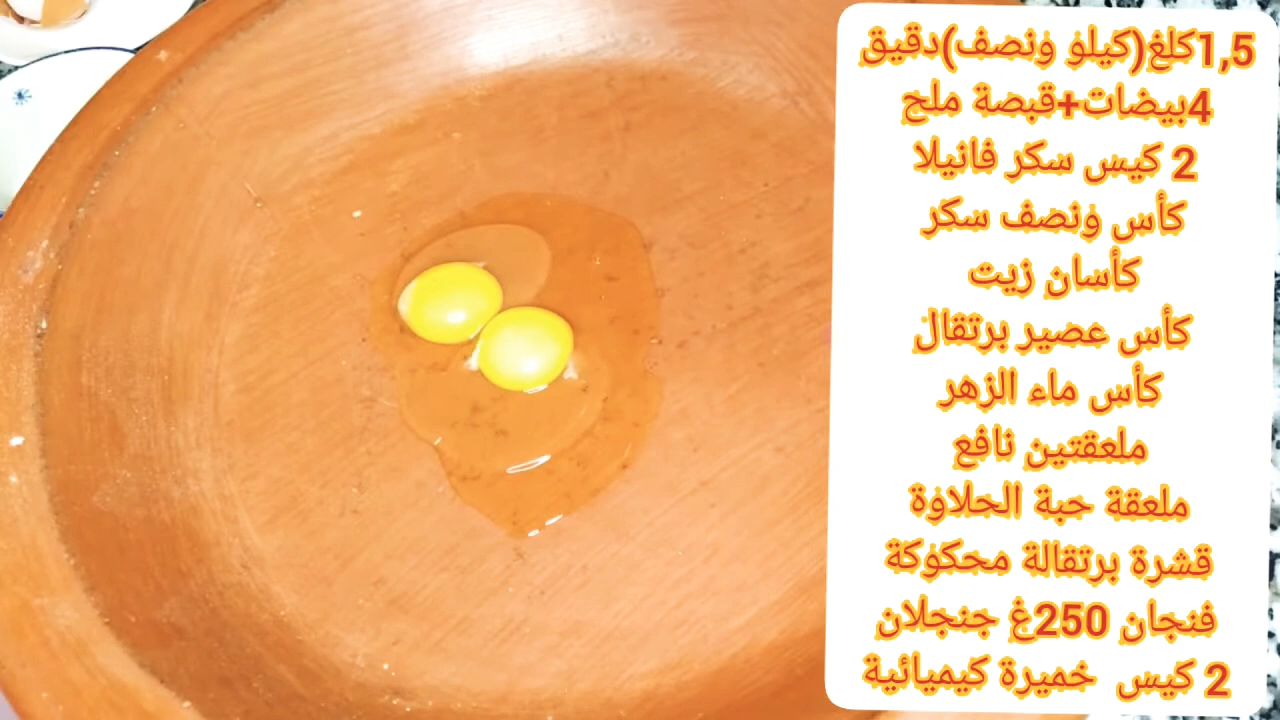 1,5كلغ(كيلو ونصف)دقيق
4بيضات+قبصة ملح
2 كيس سكر فانيلا
كأس ونصف سكر
كأسان زيت
كأس عصير برتقال
كأس ماء الزهر
ملعقتين نافع
ملعقة حبة الحلاوة
قشرة برتقالة محكوكة
فنجان 250غ جنجلان
2 كيس خميرة كيميائية